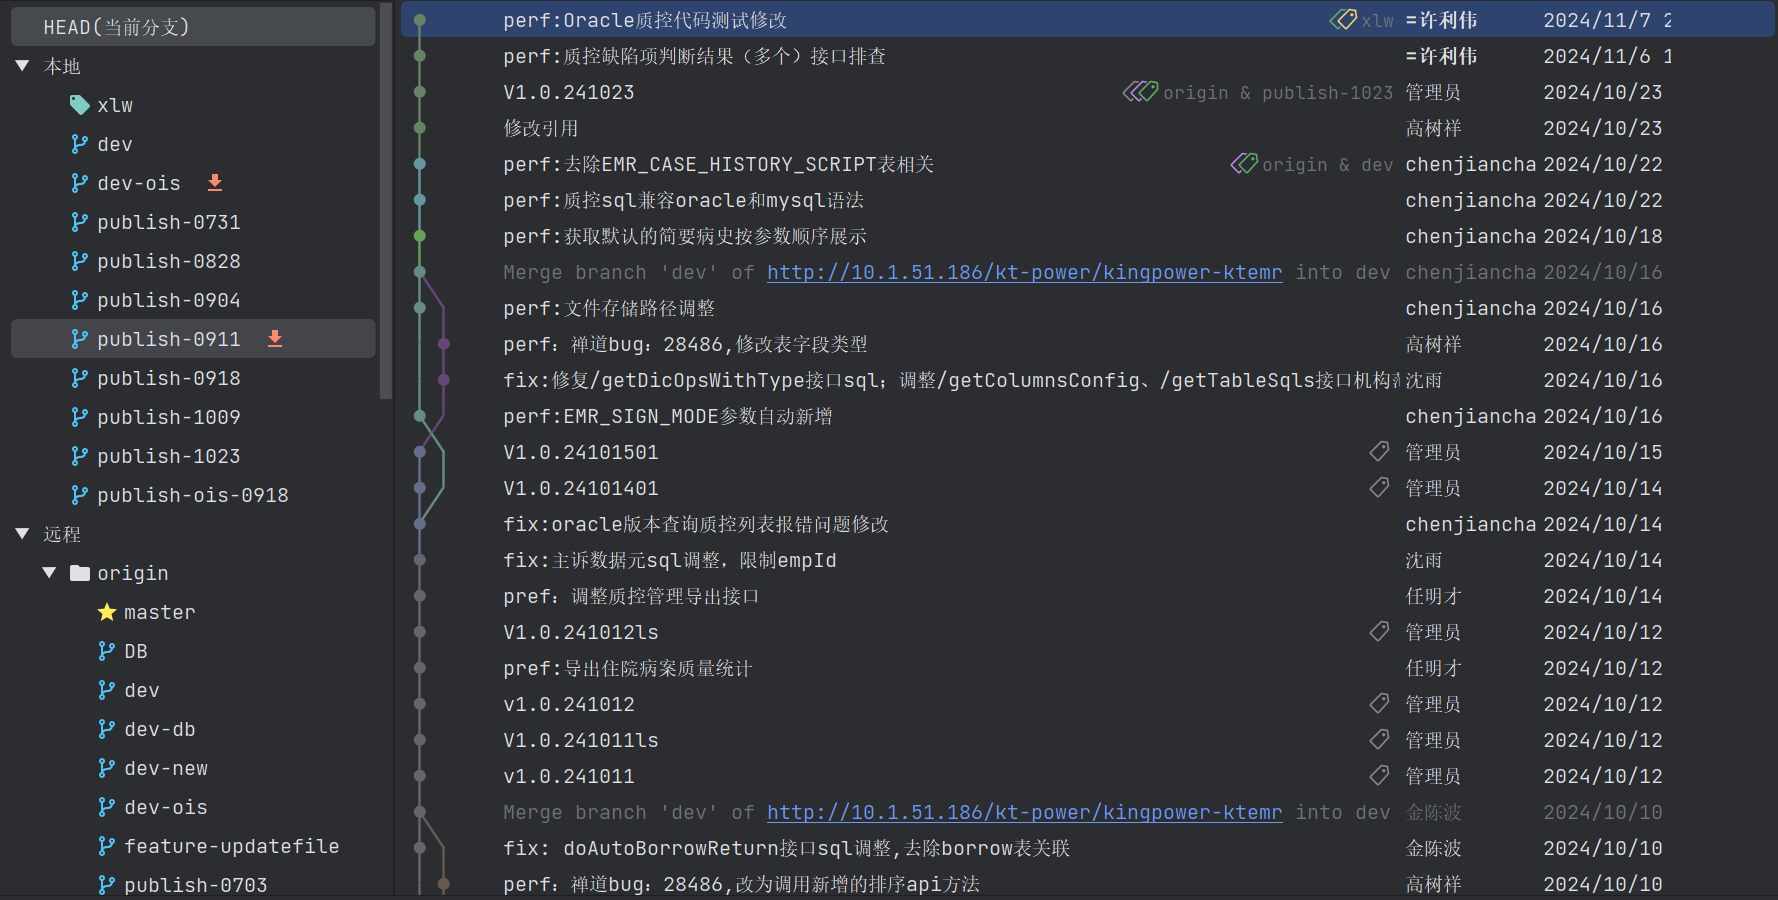 HEAD(当前分支)
本地
xlw
dev
dev-ois
publish-0731
publish-0828
publish-0904
publish-0911
publish-0918
publish-1009
publish-1023
publish-ois-0918
远程
origin
master
DB
dev
dev-db
dev-new
dev-ois
feature-updatefile
publish-0703
perf:Oracle质控代码测试修改 xlw =许利伟 2024/11/7 2
perf:质控缺陷项判断结果（多个）接口排查 =许利伟 2024/11/6 1
V1.0.241023 origin & publish-1023 管理员 2024/10/23
修改引用 高树祥 2024/10/23
perf:去除EMR_CASE_HISTORY_SCRIPT表相关 origin & dev chenjiancha 2024/10/22
perf:质控sql兼容oracle和mysql语法 chenjiancha 2024/10/22
perf:获取默认的简要病史按参数顺序展示 chenjiancha 2024/10/18
Merge branch 'dev' of http://10.1.51.186/kt-power/kingpower-ktemr into dev chenjiancha 2024/10/16
perf:文件存储路径调整 chenjiancha 2024/10/16
perf：禅道bug：28486,修改表字段类型 高树祥 2024/10/16
fix:修复/getDicOpsWithType接口sql；调整/getColumnsConfig、/getTableSqls接口机构 沈雨 2024/10/16
perf:EMR_SIGN_MODE参数自动新增 chenjiancha 2024/10/16
V1.0.24101501 管理员 2024/10/15
V1.0.24101401 管理员 2024/10/14
fix:oracle版本查询质控列表报错问题修改 chenjiancha 2024/10/14
fix:主诉数据元sql调整，限制empId 沈雨 2024/10/14
pref：调整质控管理导出接口 任明才 2024/10/14
V1.0.241012ls 管理员 2024/10/12
pref:导出住院病案质量统计 任明才 2024/10/12
v1.0.241012 管理员 2024/10/12
V1.0.241011ls 管理员 2024/10/12
v1.0.241011 管理员 2024/10/12
Merge branch 'dev' of http://10.1.51.186/kt-power/kingpower-ktemr into dev 金陈波 2024/10/10
fix: doAutoBorrowReturn接口sql调整,去除borrow表关联 金陈波 2024/10/10
perf：禅道bug：28486,改为调用新增的排序api方法 高树祥 2024/10/10